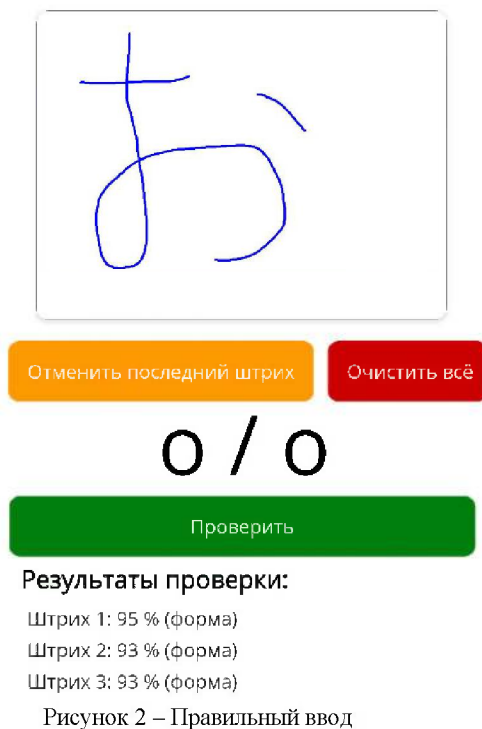 お
Отменить последний штрих
Очистить всё
o / о
Проверить
Результаты проверки:
Штрих 1: 95 % (форма)
Штрих 2: 93 % (форма)
Штрих 3: 93 % (форма)
Рисунок 2 – Правильный ввод